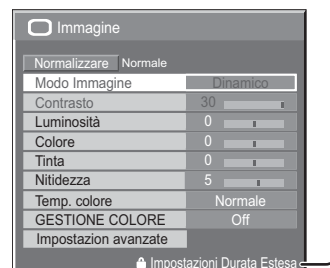 Immagine
Normalizzare Normale
Modo Immagine Dinamico
Contrasto 30
Luminosità 0
Colore 0
Tinta 0
Nitidezza 5
Temp. colore Normale
GESTIONE COLORE Off
Impostazion avanzate
Impostazioni Durata Estesa